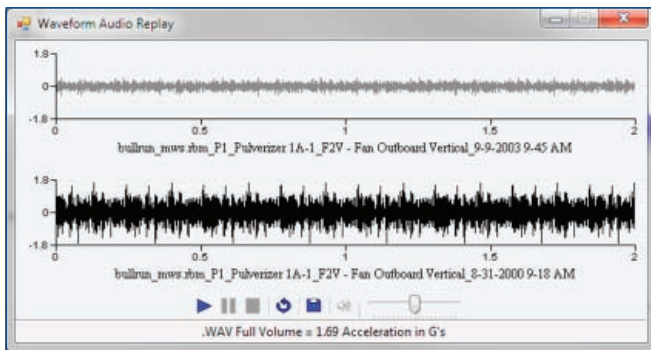 Waveform Audio Replay
1.8
0
-1.8
0 0.5 1 1.5 2
bullrun_mws.rbm_P1_Pulverizer 1A-1_F2V - Fan Outboard Vertical_9-9-2003 9-45 AM
1.8
0
-1.8
0 0.5 1 1.5 2
bullrun_mws.rbm_P1_Pulverizer 1A-1_F2V - Fan Outboard Vertical_8-31-2000 9-18 AM
.WAV Full Volume = 1.69 Acceleration in G's